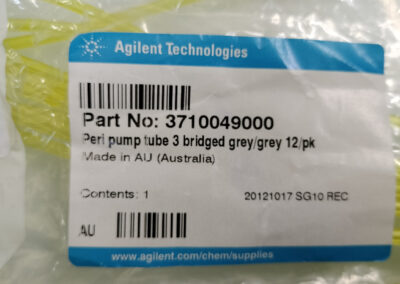 Agilent Technologies
Part No: 3710049000
Peri pump tube 3 bridged grey/grey 12/pk
Made in AU (Australia)
Contents: 1 20121017 SG10 REC
AU
www.agilent.com/chem/supplies